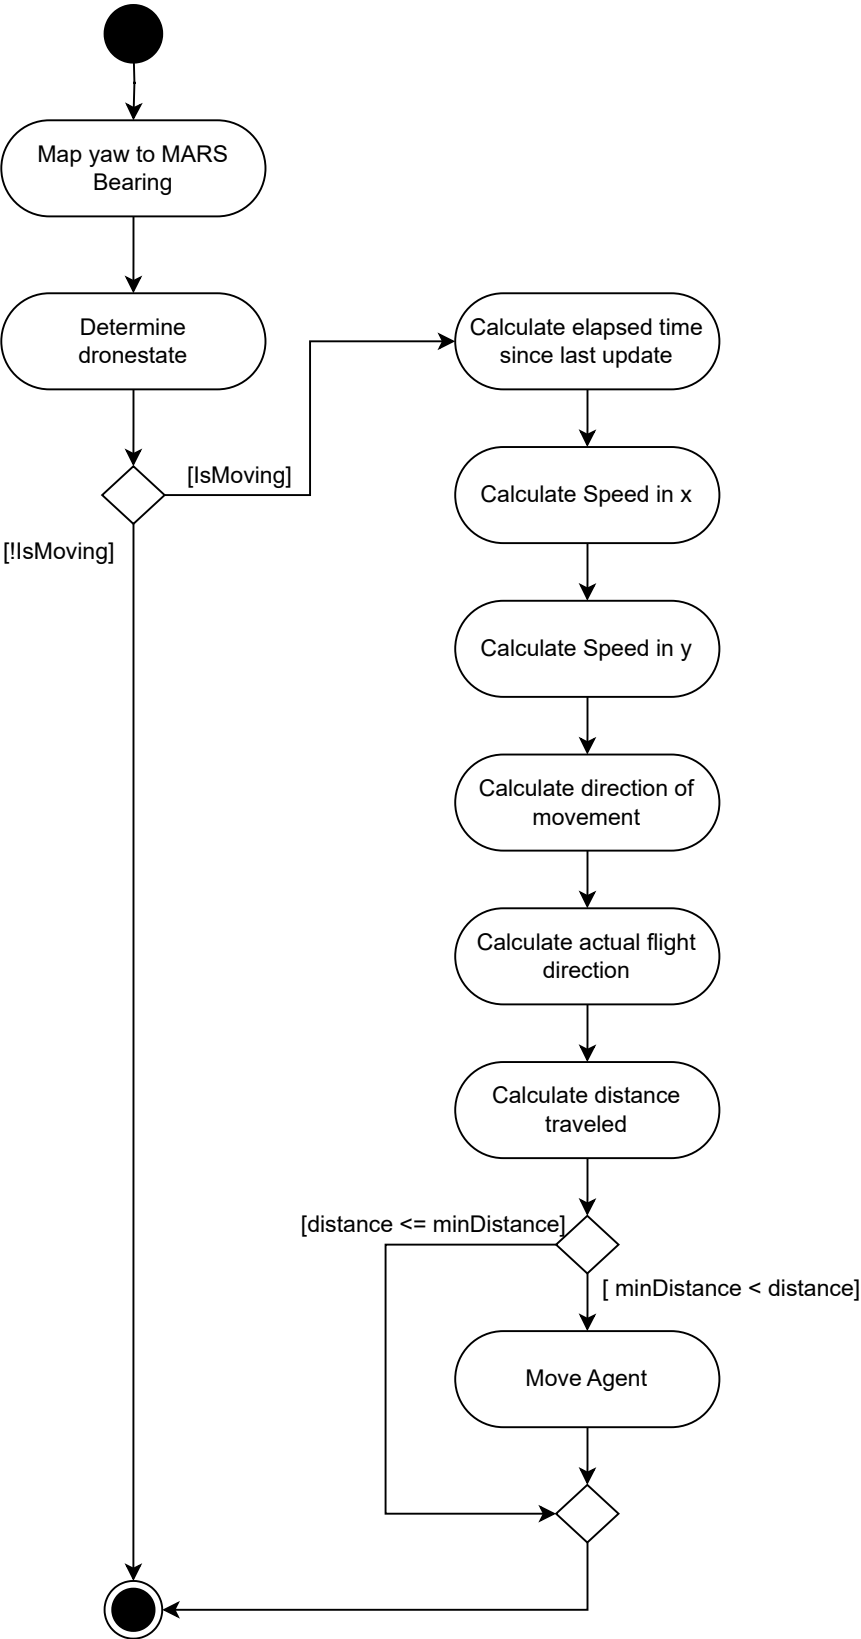 Map yaw to MARS
Bearing
Determine
dronestate
[IsMoving]
[!IsMoving]
Calculate elapsed time
since last update
Calculate Speed in x
Calculate Speed in y
Calculate direction of
movement
Calculate actual flight
direction
Calculate distance
traveled
[distance <= minDistance]
[ minDistance < distance]
Move Agent